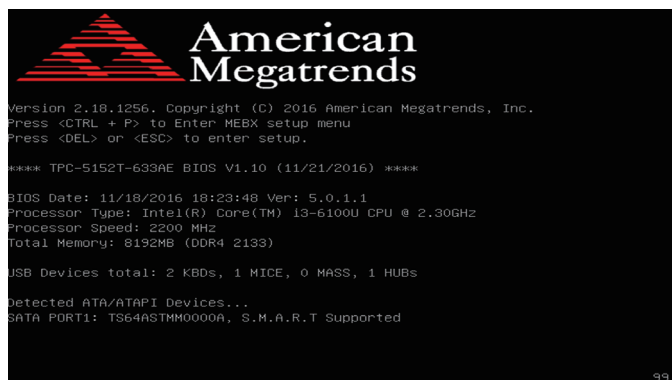 American
Megatrends
Version 2.18.1256. Copyright (C) 2016 American Megatrends, Inc.
Press <CTRL + P> to Enter MEBX setup menu
Press <DEL> or <ESC> to enter setup.
**** TPC-5152T-633AE BIOS V1.10 (11/21/2016) ****
BIOS Date: 11/18/2016 18:23:48 Ver: 5.0.1.1
Processor Type: Intel(R) Core(TM) i3-6100U CPU @ 2.30GHz
Processor Speed: 2200 MHz
Total Memory: 8192MB (DDR4 2133)
USB Devices total: 2 KBDs, 1 MICE, 0 MASS, 1 HUBs
Detected ATA/ATAPI Devices...
SATA PORT1: TS64ASTMM0000A, S.M.A.R.T Supported
99